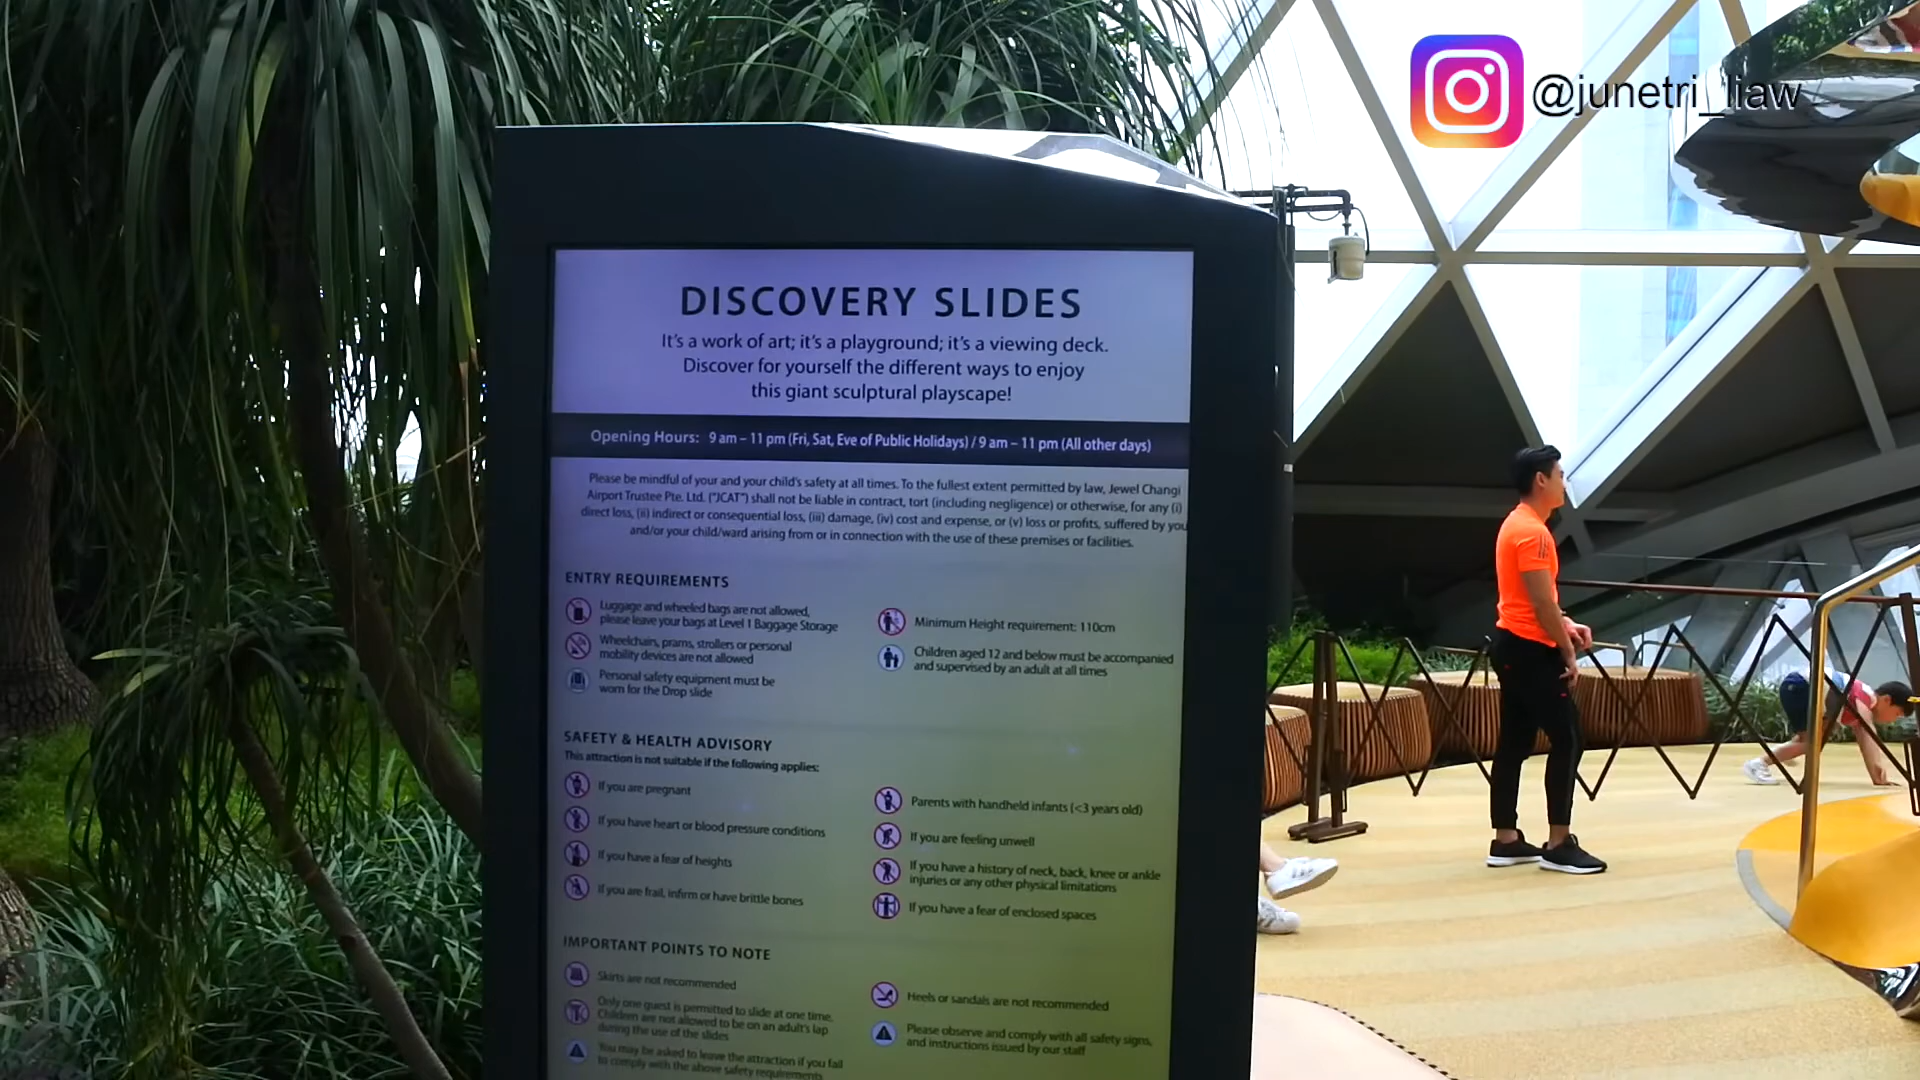 @junetri_liaw
DISCOVERY SLIDES
It's a work of art; it's a playground; it's a viewing deck.
Discover for yourself the different ways to enjoy
this giant sculptural playscape!
Opening Hours: 9 am – 11 pm (Fri, Sat, Eve of Public Holidays) / 9 am – 11 pm (All other days)
Please be mindful of your and your child's safety at all times. To the fullest extent permitted by law, Jewel Changi
Airport Trustee Pte. Ltd. ("JCAT") shall not be liable in contract, tort (including negligence) or otherwise, for any (i)
direct loss, (ii) indirect or consequential loss, (iii) damage, (iv) cost and expense, or (v) loss or profits, suffered by you
and/or your child/ward arising from or in connection with the use of these premises or facilities.
ENTRY REQUIREMENTS
Luggage and wheeled bags are not allowed,
please leave your bags at Level 1 Baggage Storage
Wheelchairs, prams, strollers or personal
mobility devices are not allowed
Personal safety equipment must be
worn for the Drop slide
Minimum Height requirement: 110cm
Children aged 12 and below must be accompanied
and supervised by an adult at all times
SAFETY & HEALTH ADVISORY
This attraction is not suitable if the following applies:
If you are pregnant
If you have heart or blood pressure conditions
If you have a fear of heights
If you are frail, infirm or have brittle bones
Parents with handheld infants (<3 years old)
If you are feeling unwell
If you have a history of neck, back, knee or ankle
injuries or any other physical limitations
If you have a fear of enclosed spaces
IMPORTANT POINTS TO NOTE
Skirts are not recommended
Only one guest is permitted to slide at one time.
Children are not allowed to be on an adult's lap
during the use of the slides
You may be asked to leave the attraction if you fail
to comply with the above safety requirements
Heels or sandals are not recommended
Please observe and comply with all safety signs,
and instructions issued by our staff